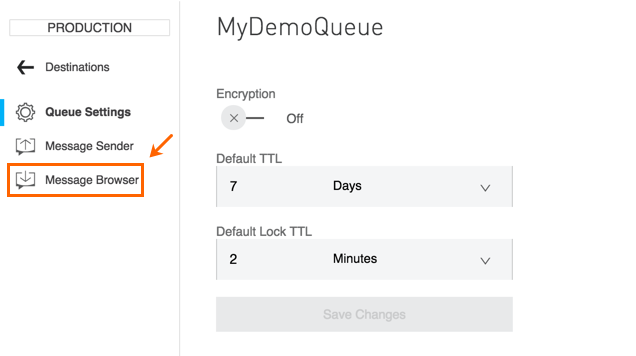 PRODUCTION
Destinations
Queue Settings
Message Sender
Message Browser
MyDemoQueue
Encryption
Off
Default TTL
7 Days
Default Lock TTL
2 Minutes
Save Changes